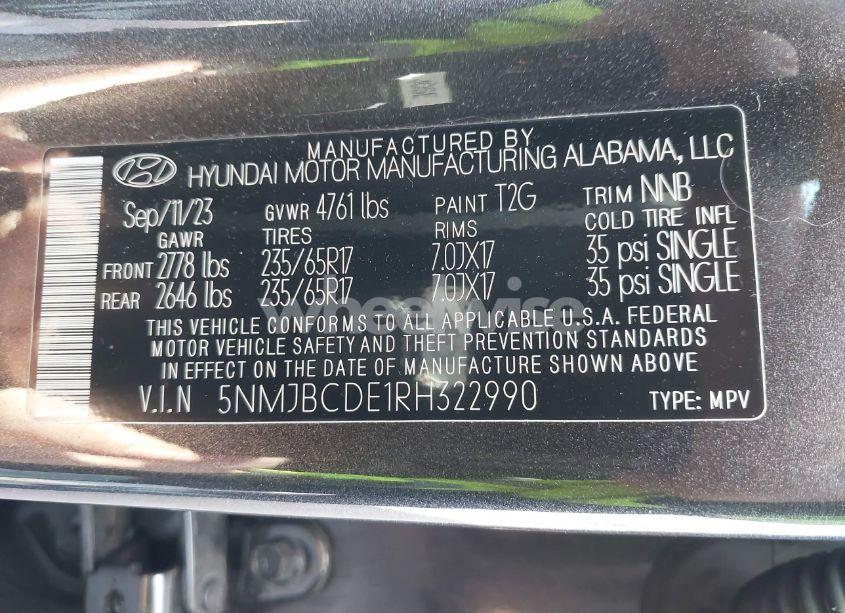 MANUFACTURED BY
HYUNDAI MOTOR MANUFACTURING ALABAMA, LLC
Sep/11/23 GVWR 4761 lbs PAINT T2G TRIM NNB
GAWR TIRES RIMS COLD TIRE INFL
FRONT 2778 lbs 235/65R17 7.0JX17 35 psi SINGLE
REAR 2646 lbs 235/65R17 7.0JX17 35 psi SINGLE
wheelwise
THIS VEHICLE CONFORMS TO ALL APPLICABLE U.S.A. FEDERAL
MOTOR VEHICLE SAFETY AND THEFT PREVENTION STANDARDS
IN EFFECT ON THE DATE OF MANUFACTURE SHOWN ABOVE.
V.I.N 5NMJBCDE1RH322990 TYPE: MPV